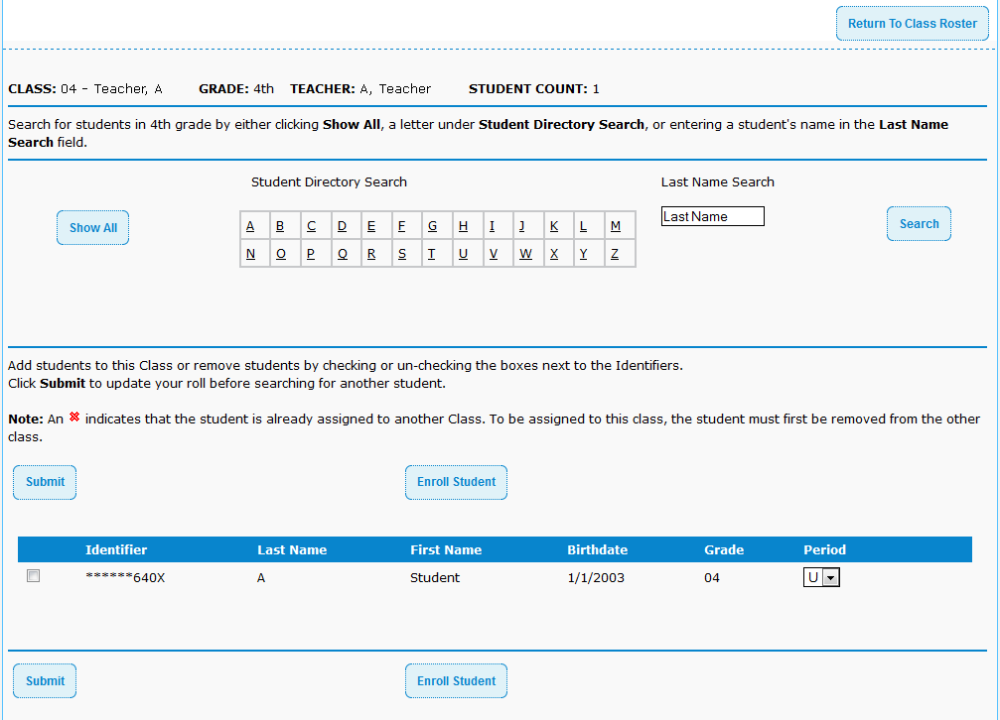 Return To Class Roster
CLASS: 04 - Teacher, A GRADE: 4th TEACHER: A, Teacher STUDENT COUNT: 1
Search for students in 4th grade by either clicking Show All, a letter under Student Directory Search, or entering a student's name in the Last Name
Search field.
Student Directory Search Last Name Search
Show All
A B C D E F G H I J K L M
N O P Q R S T U V W X Y Z
Last Name
Search
Add students to this Class or remove students by checking or un-checking the boxes next to the Identifiers.
Click Submit to update your roll before searching for another student.
Note: An indicates that the student is already assigned to another Class. To be assigned to this class, the student must first be removed from the other
class.
Submit Enroll Student
Identifier Last Name First Name Birthdate Grade Period
******640X A Student 1/1/2003 04 U
Submit Enroll Student